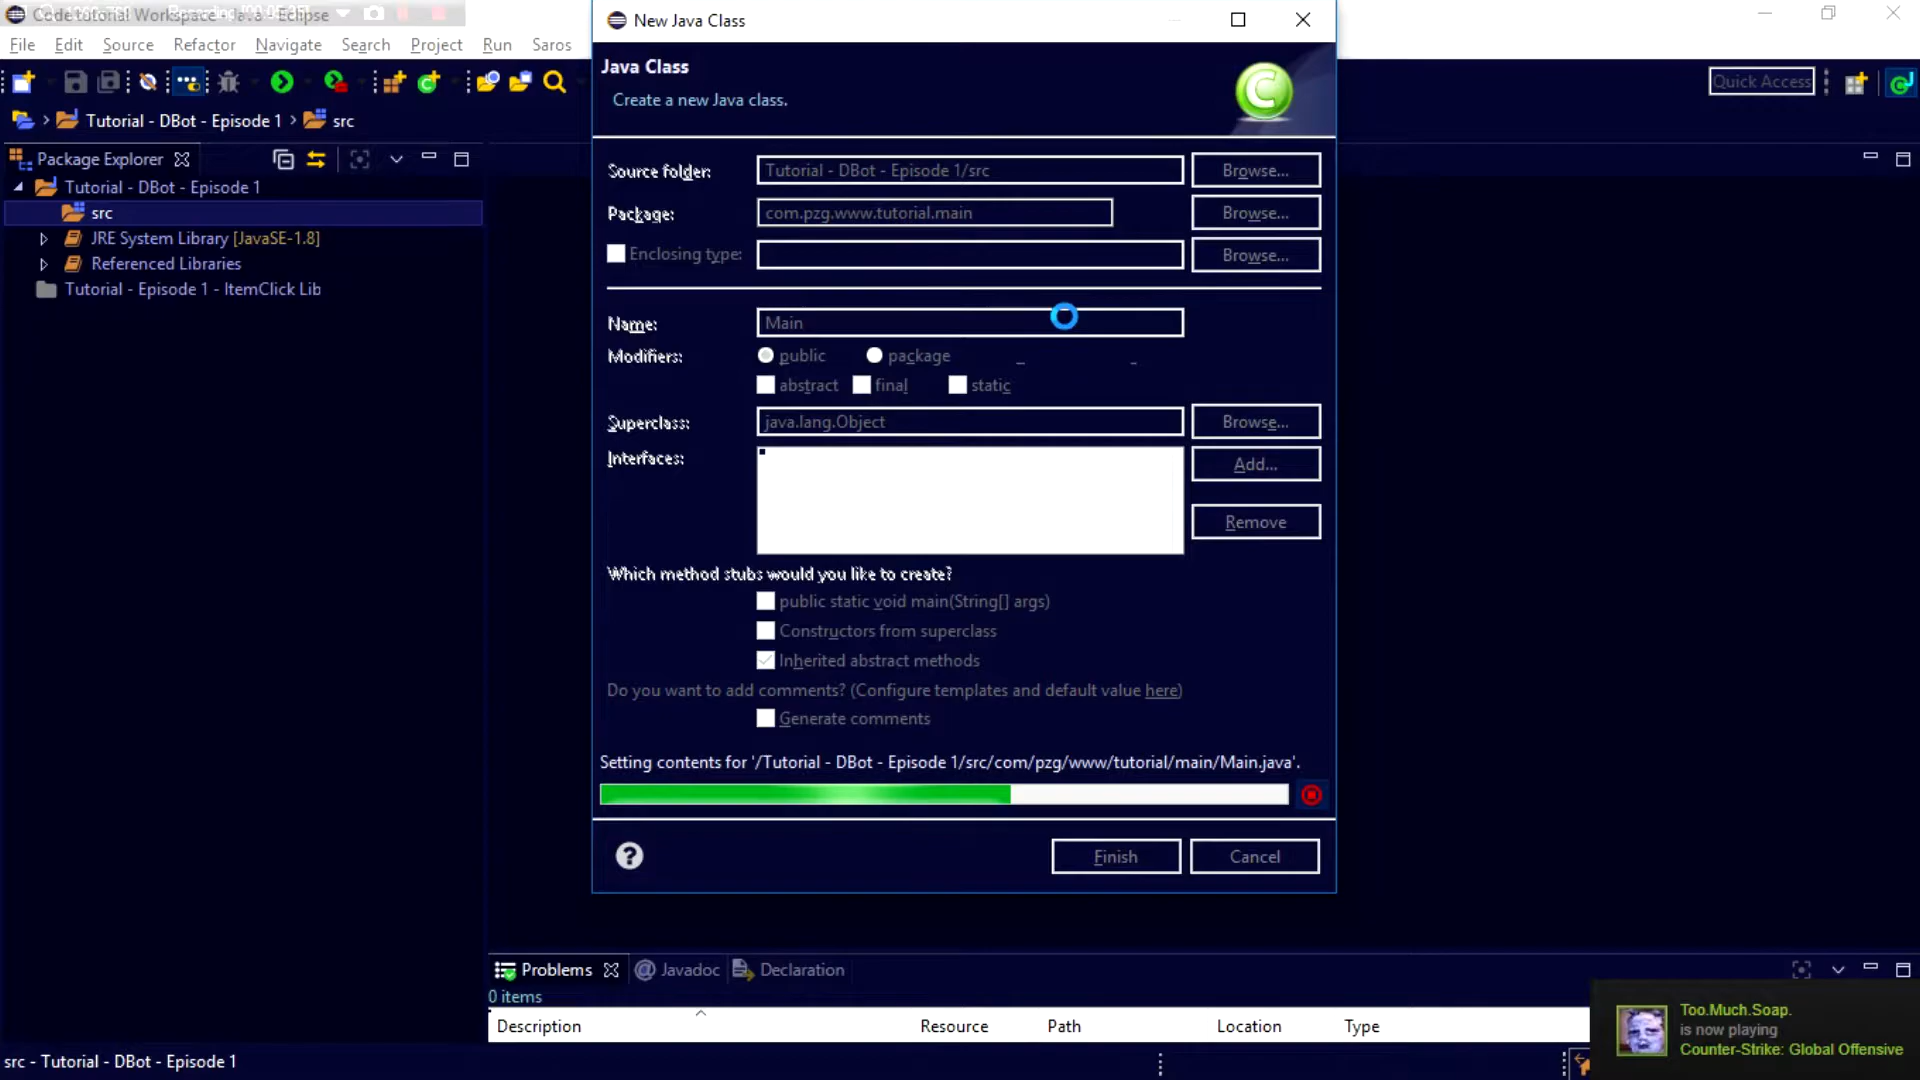 Code tutorial Workspace - Java - Eclipse
File Edit Source Refactor Navigate Search Project Run Saros
Quick Access
Tutorial - DBot - Episode 1 src
Package Explorer
Tutorial - DBot - Episode 1
src
JRE System Library [JavaSE-1.8]
Referenced Libraries
Tutorial - Episode 1 - ItemClick Lib
New Java Class
Java Class
Create a new Java class.
Source folder: Tutorial - DBot - Episode 1/src Browse...
Package: com.pzg.www.tutorial.main Browse...
Enclosing type: Browse...
Name: Main
Modifiers: public package
abstract final static
Superclass: java.lang.Object Browse...
Interfaces: Add...
Remove
Which method stubs would you like to create?
public static void main(String[] args)
Constructors from superclass
Inherited abstract methods
Do you want to add comments? (Configure templates and default value here)
Generate comments
Setting contents for '/Tutorial - DBot - Episode 1/src/com/pzg/www/tutorial/main/Main.java'.
Finish Cancel
Problems Javadoc Declaration
0 items
Description Resource Path Location Type
src - Tutorial - DBot - Episode 1
Too.Much.Soap.
is now playing
Counter-Strike: Global Offensive